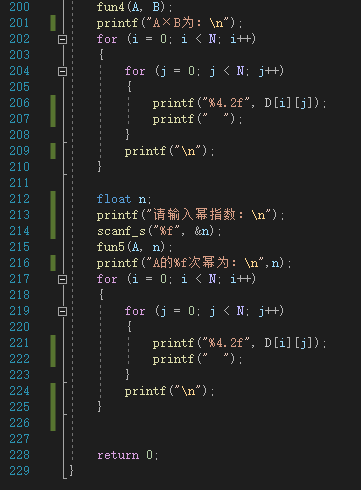 200 fun4(A, B);
201 printf("A×B为：\n");
202 for (i = 0; i < N; i++)
203 {
204 for (j = 0; j < N; j++)
205 {
206 printf("%4.2f", D[i][j]);
207 printf("  ");
208 }
209 printf("\n");
210 }
211
212 float n;
213 printf("请输入幂指数：\n");
214 scanf_s("%f", &n);
215 fun5(A, n);
216 printf("A的%f次幂为：\n",n);
217 for (i = 0; i < N; i++)
218 {
219 for (j = 0; j < N; j++)
220 {
221 printf("%4.2f", D[i][j]);
222 printf("  ");
223 }
224 printf("\n");
225 }
226
227
228 return 0;
229 }